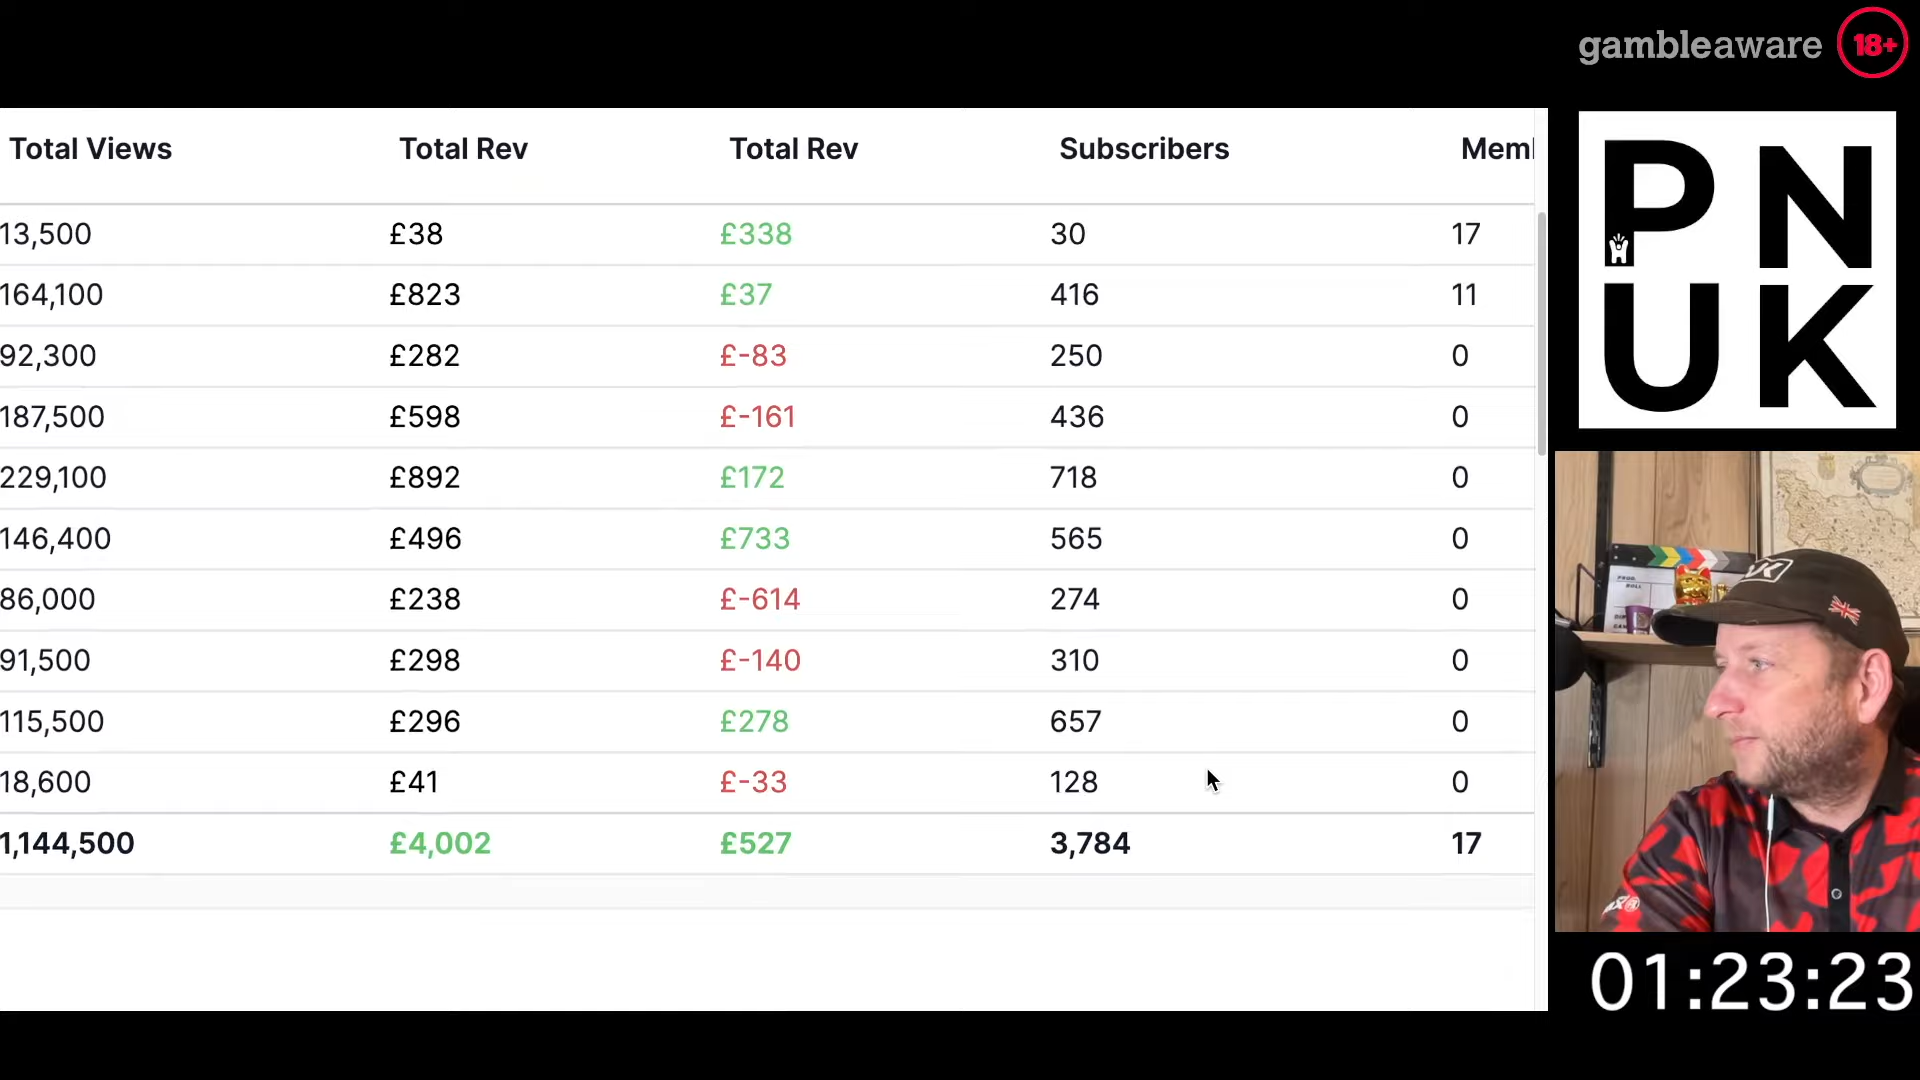 gambleaware 18+
Total Views Total Rev Total Rev Subscribers Meml
13,500 £38 £338 30 17
164,100 £823 £37 416 11
92,300 £282 £-83 250 0
187,500 £598 £-161 436 0
229,100 £892 £172 718 0
146,400 £496 £733 565 0
86,000 £238 £-614 274 0
91,500 £298 £-140 310 0
115,500 £296 £278 657 0
18,600 £41 £-33 128 0
1,144,500 £4,002 £527 3,784 17
PN
UK
UK
01:23:23